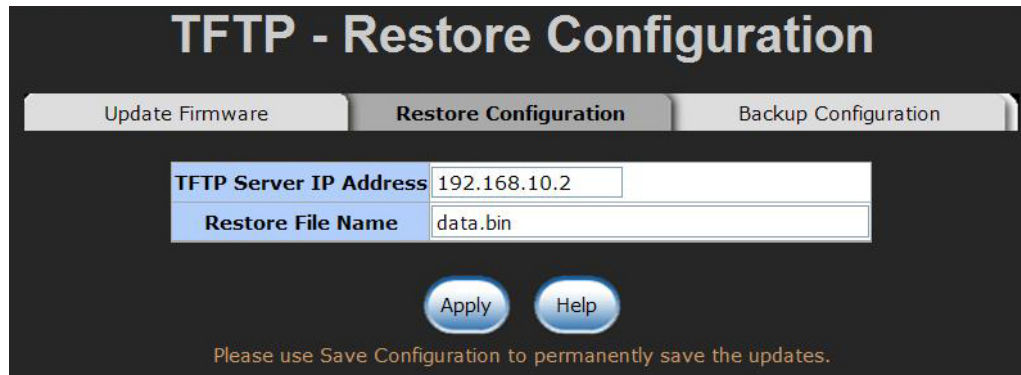 TFTP - Restore Configuration
Update Firmware Restore Configuration Backup Configuration
TFTP Server IP Address 192.168.10.2
Restore File Name data.bin
Apply Help
Please use Save Configuration to permanently save the updates.